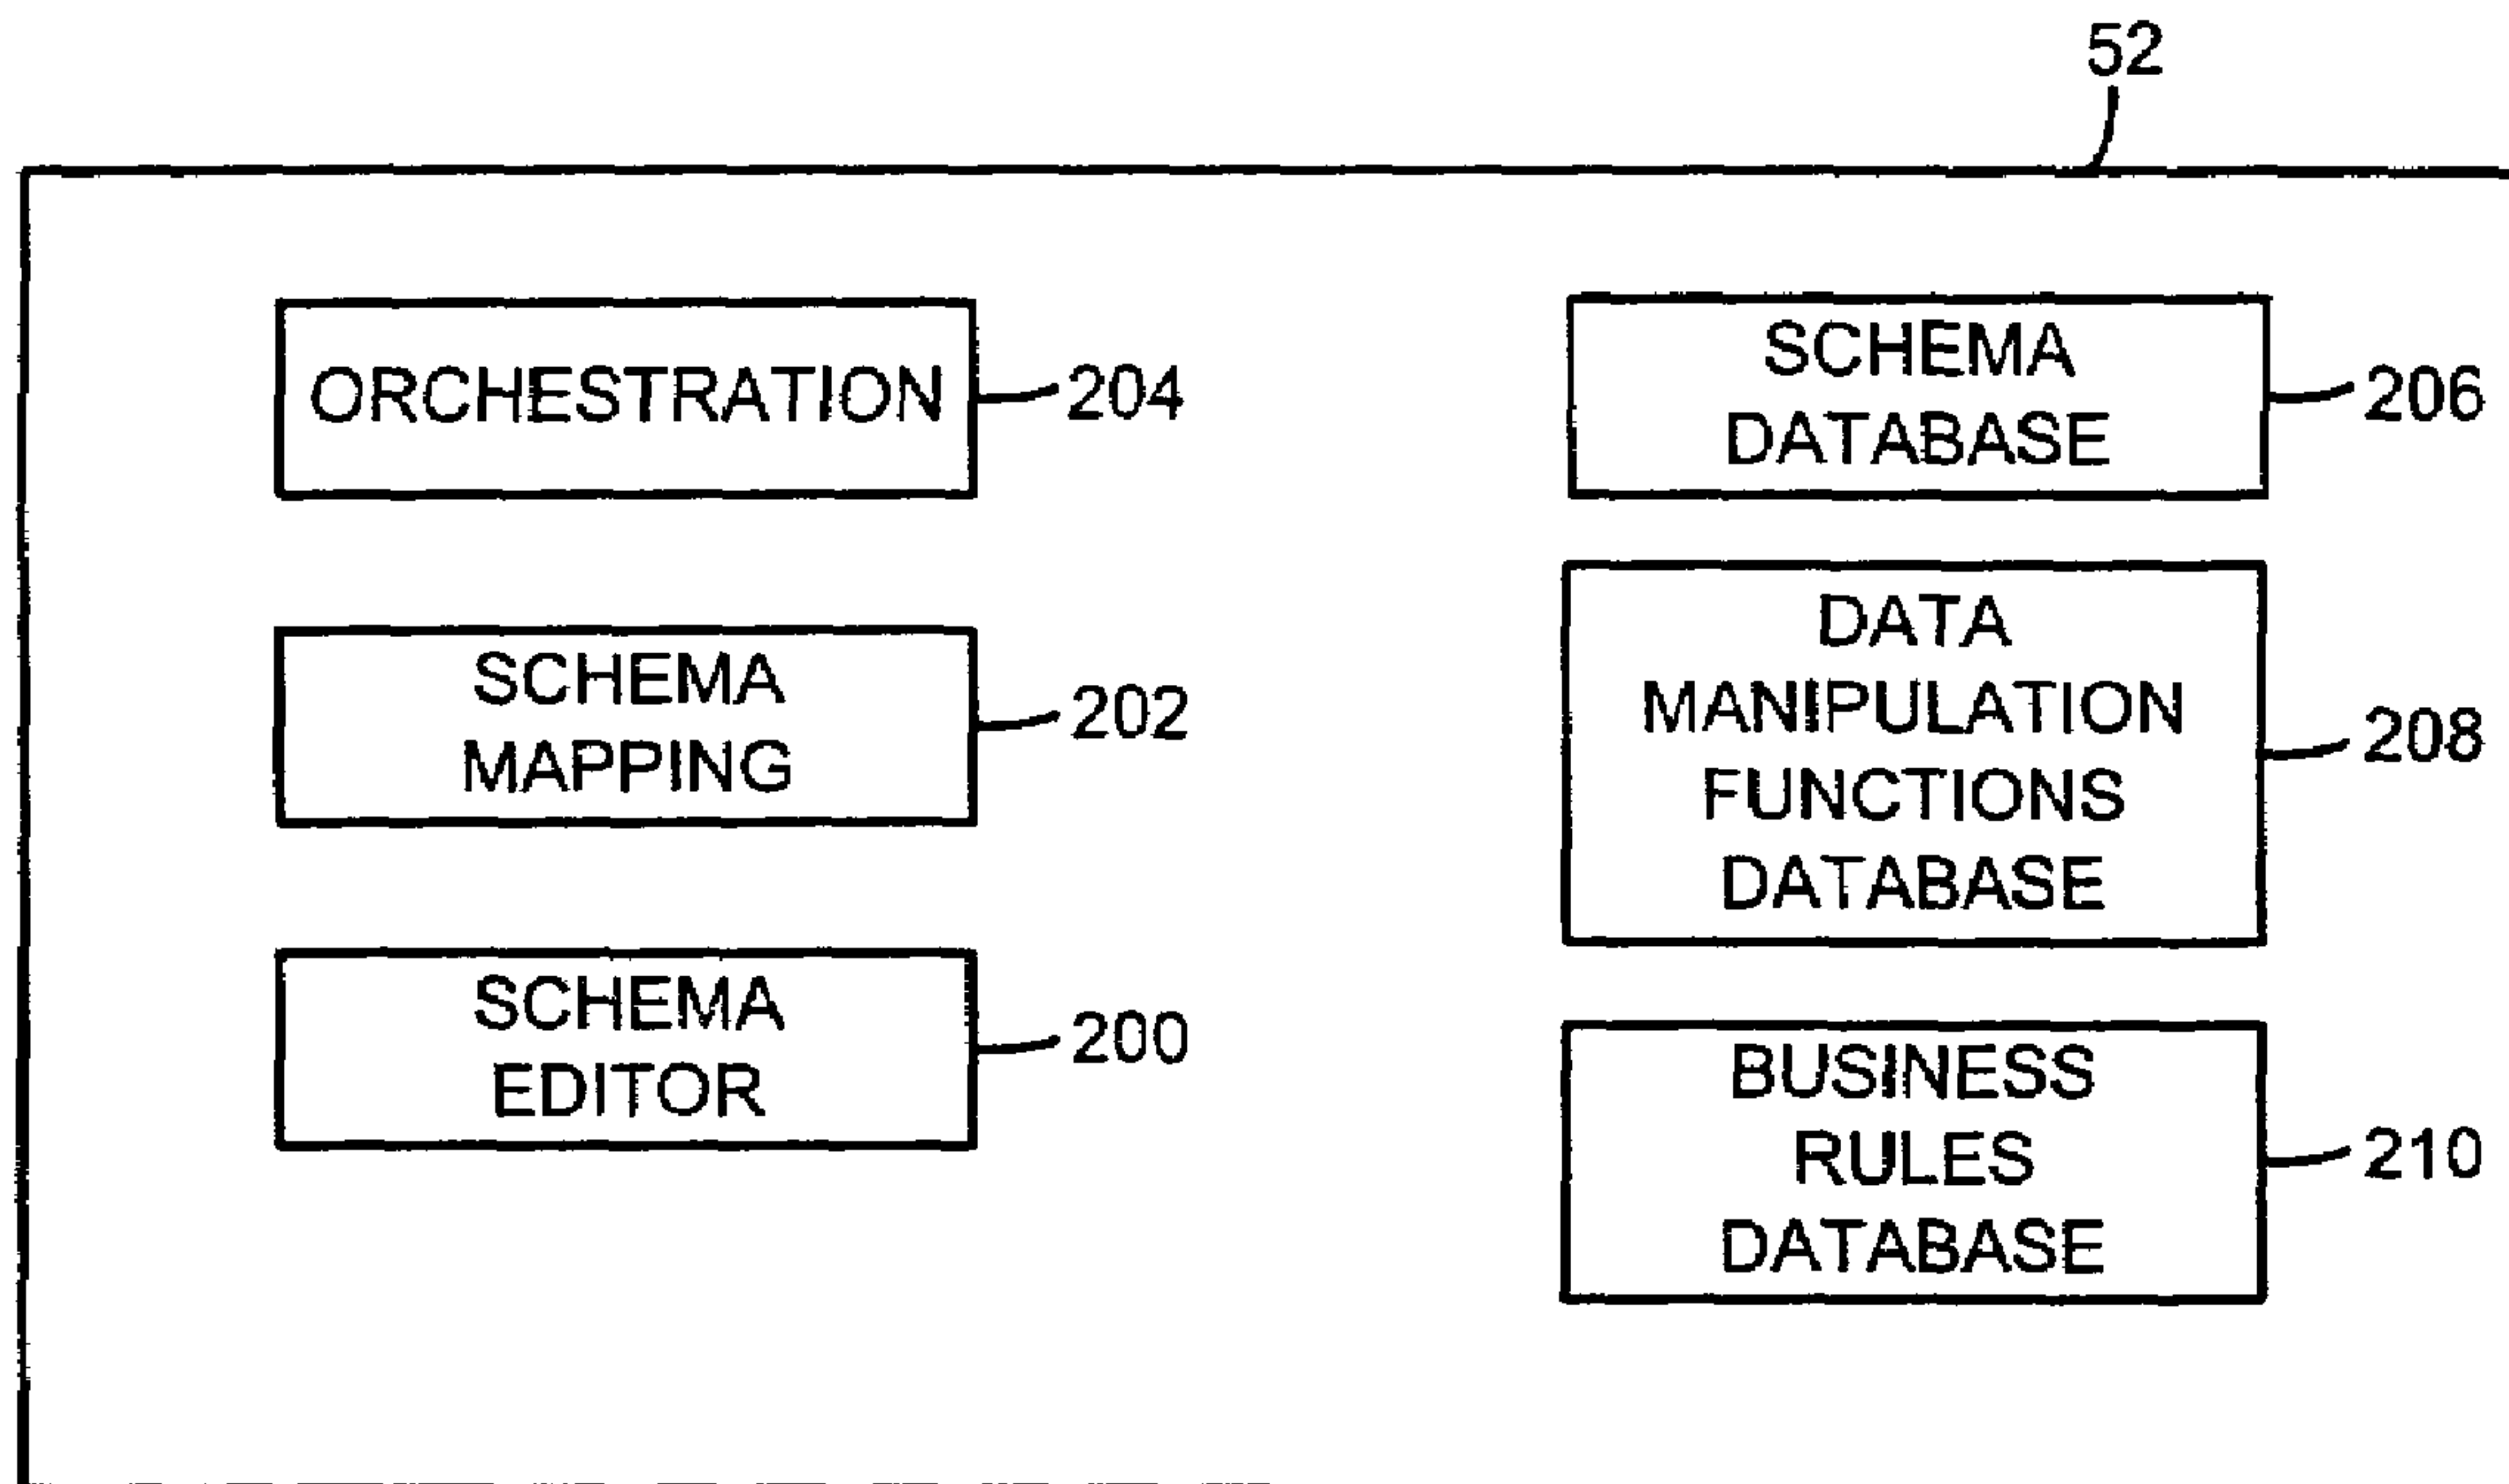 52
ORCHESTRATION
204
SCHEMA
MAPPING
202
SCHEMA
EDITOR
200
SCHEMA
DATABASE
206
DATA
MANIPULATION
FUNCTIONS
DATABASE
208
BUSINESS
RULES
DATABASE
210